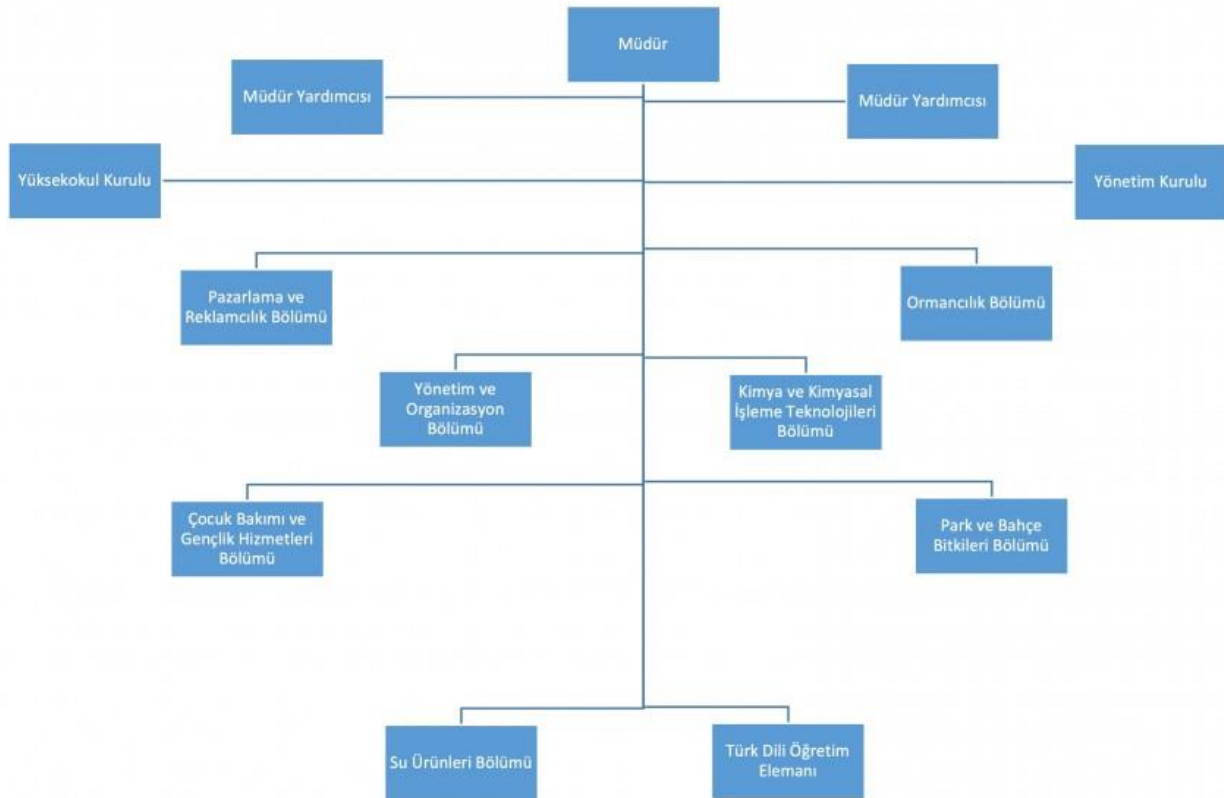 Müdür
Müdür Yardımcısı
Müdür Yardımcısı
Yüksekokul Kurulu
Yönetim Kurulu
Pazarlama ve
Reklamcılık Bölümü
Ormancılık Bölümü
Yönetim ve
Organizasyon
Bölümü
Kimya ve Kimyasal
İşleme Teknolojileri
Bölümü
Çocuk Bakımı ve
Gençlik Hizmetleri
Bölümü
Park ve Bahçe
Bitkileri Bölümü
Su Ürünleri Bölümü
Türk Dili Öğretim
Elemanı